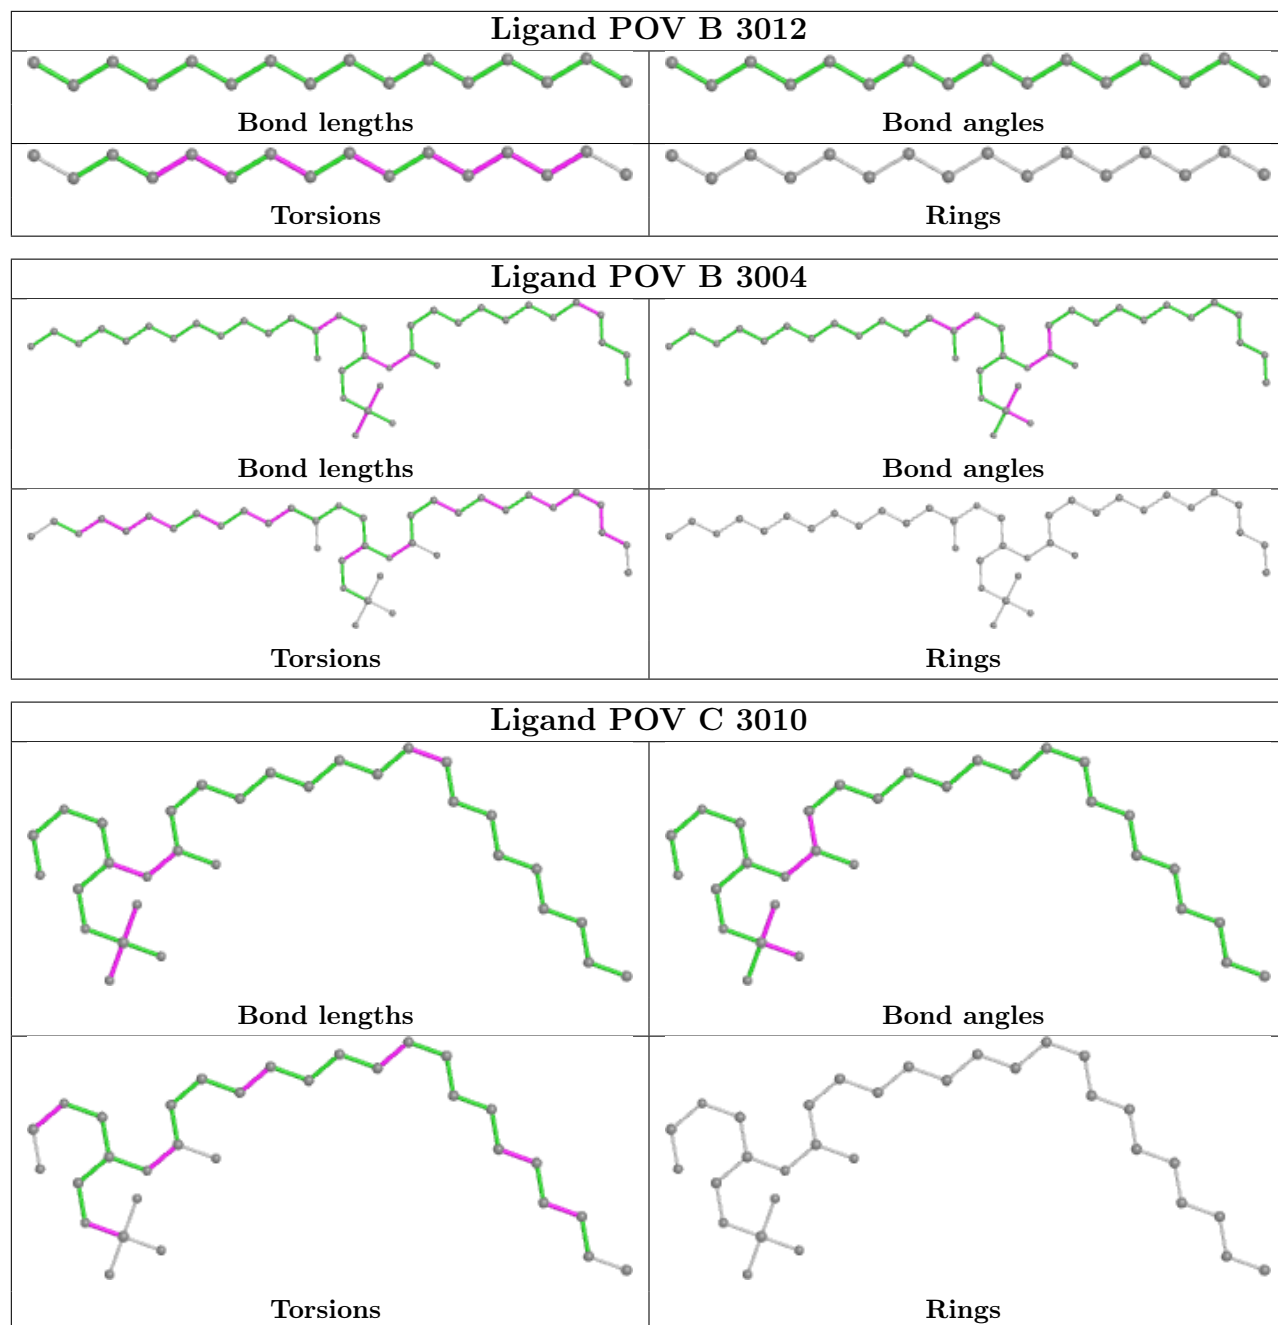 Ligand POV B 3012
Bond lengths
Bond angles
Torsions
Rings
Ligand POV B 3004
Bond lengths
Bond angles
Torsions
Rings
Ligand POV C 3010
Bond lengths
Bond angles
Torsions
Rings